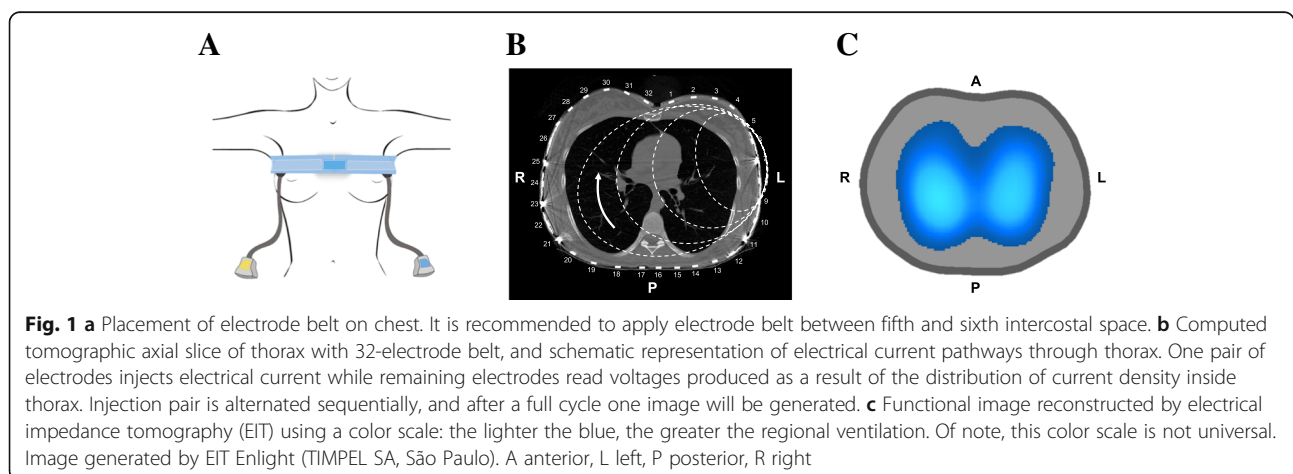 A
B
C
30 31 32 1 2 3
29 4
28
27 5
26
25
R L
24
23 9
22 10
21 11
20 12
19 18 17 16 15 14 13
P
A
R L
P
Fig. 1 a Placement of electrode belt on chest. It is recommended to apply electrode belt between fifth and sixth intercostal space. b Computed
tomographic axial slice of thorax with 32-electrode belt, and schematic representation of electrical current pathways through thorax. One pair of
electrodes injects electrical current while remaining electrodes read voltages produced as a result of the distribution of current density inside
thorax. Injection pair is alternated sequentially, and after a full cycle one image will be generated. c Functional image reconstructed by electrical
impedance tomography (EIT) using a color scale: the lighter the blue, the greater the regional ventilation. Of note, this color scale is not universal.
Image generated by EIT Enlight (TIMPEL SA, São Paulo). A anterior, L left, P posterior, R right